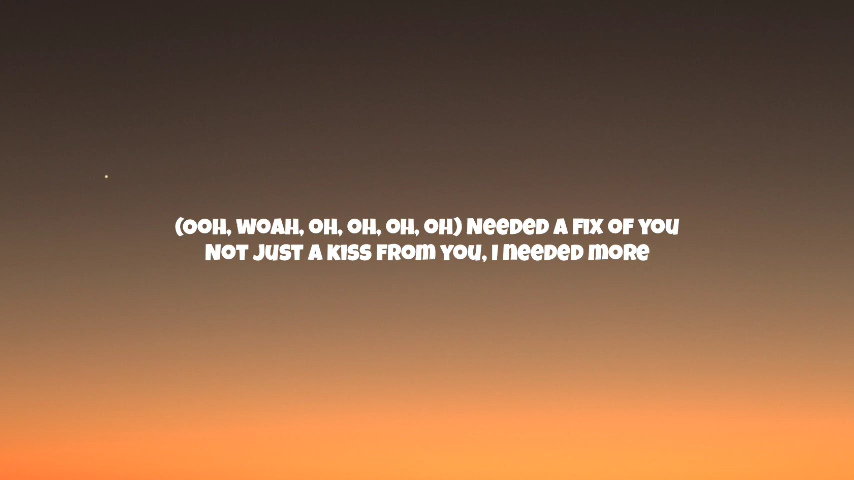 (OOH, WOAH, OH, OH, OH, OH) NEEDED A FIX OF YOU
NOT JUST A KISS FROM YOU, I NEEDED MORE